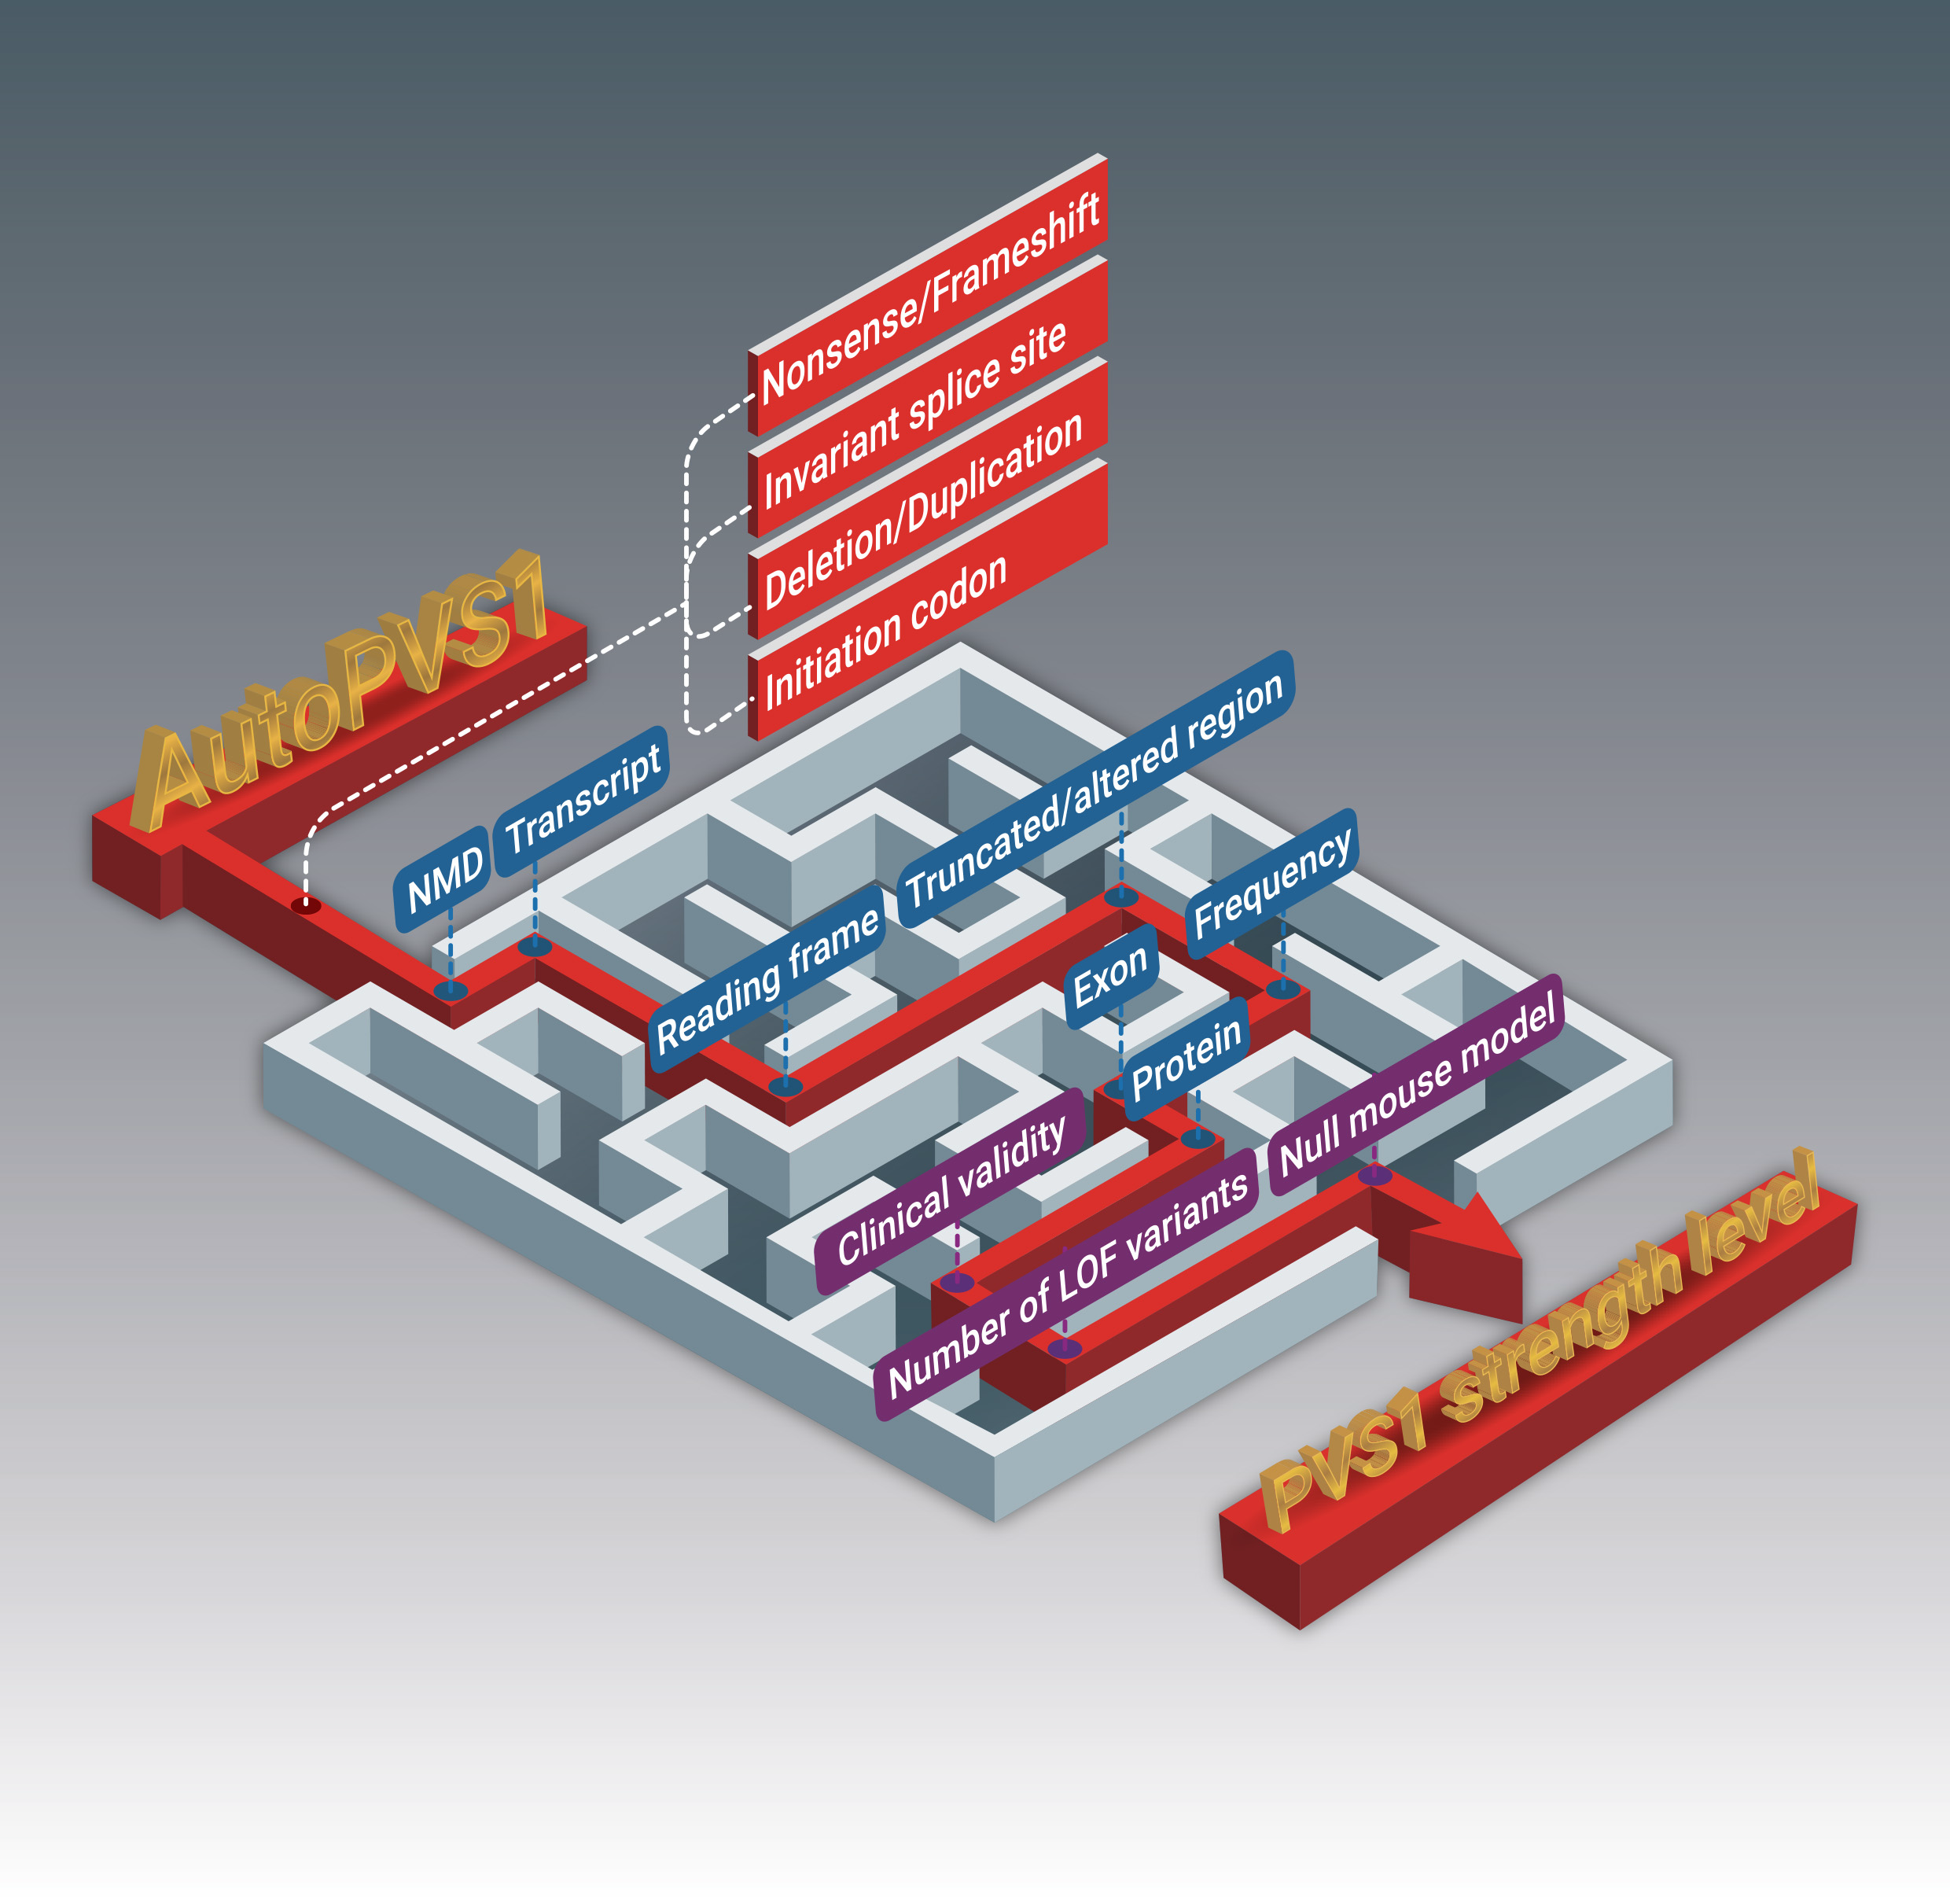 Nonsense/Frameshift
Invariant splice site
Deletion/Duplication
Initiation codon
AutoPVS1
NMD
Transcript
Reading frame
Truncated/altered region
Frequency
Exon
Protein
Clinical validity
Number of LOF variants
Null mouse model
PVS1 strength level